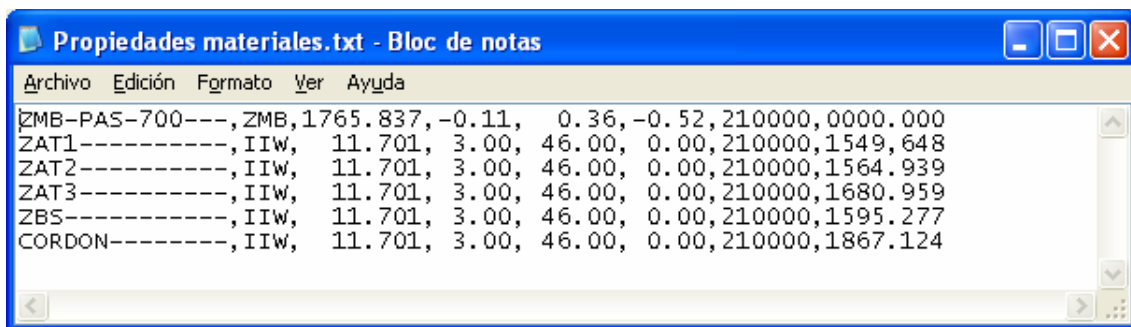 Propiedades materiales.txt - Bloc de notas
Archivo Edición Formato Ver Ayuda
ZMB-PAS-700---,ZMB,1765.837,-0.11,  0.36,-0.52,210000,0000.000
ZAT1----------,IIW,  11.701, 3.00, 46.00, 0.00,210000,1549,648
ZAT2----------,IIW,  11.701, 3.00, 46.00, 0.00,210000,1564.939
ZAT3----------,IIW,  11.701, 3.00, 46.00, 0.00,210000,1680.959
ZBS-----------,IIW,  11.701, 3.00, 46.00, 0.00,210000,1595.277
CORDON--------,IIW,  11.701, 3.00, 46.00, 0.00,210000,1867.124